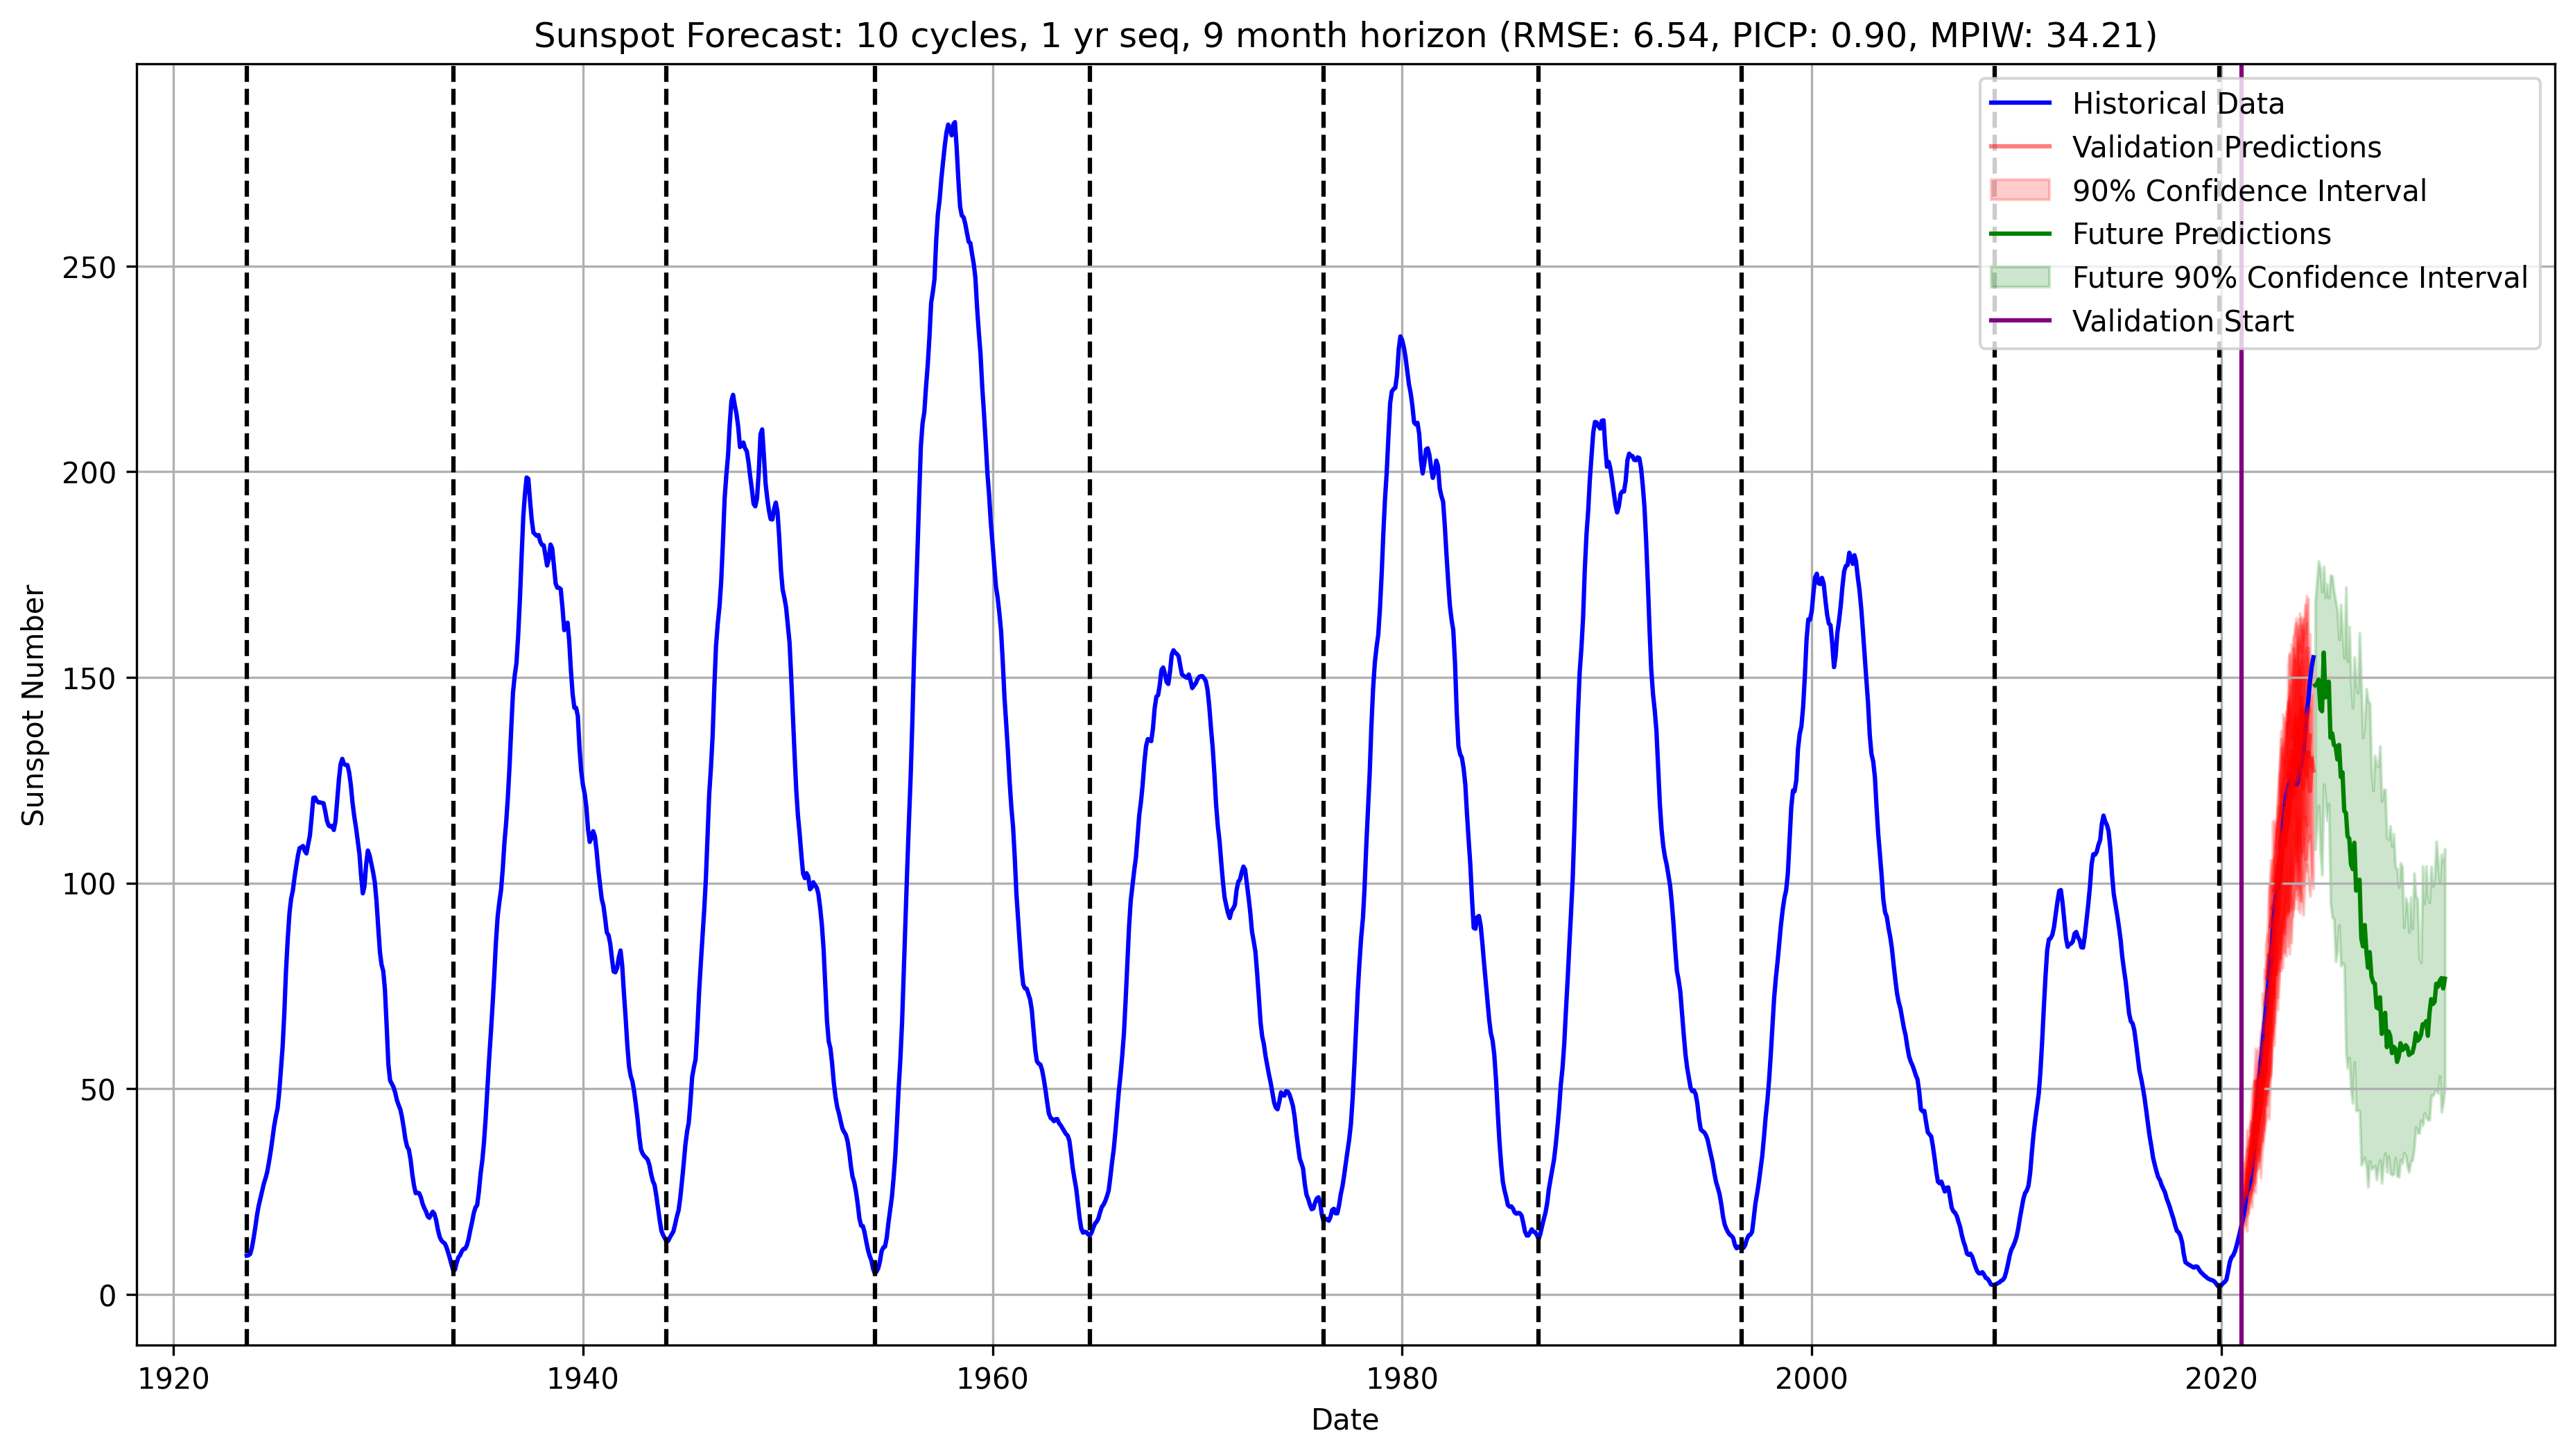 Sunspot Forecast: 10 cycles, 1 yr seq, 9 month horizon (RMSE: 6.54, PICP: 0.90, MPIW: 34.21)
Historical Data
Validation Predictions
90% Confidence Interval
Future Predictions
Future 90% Confidence Interval
Validation Start
Sunspot Number
250
200
150
100
50
0
1920 1940 1960 1980 2000 2020
Date